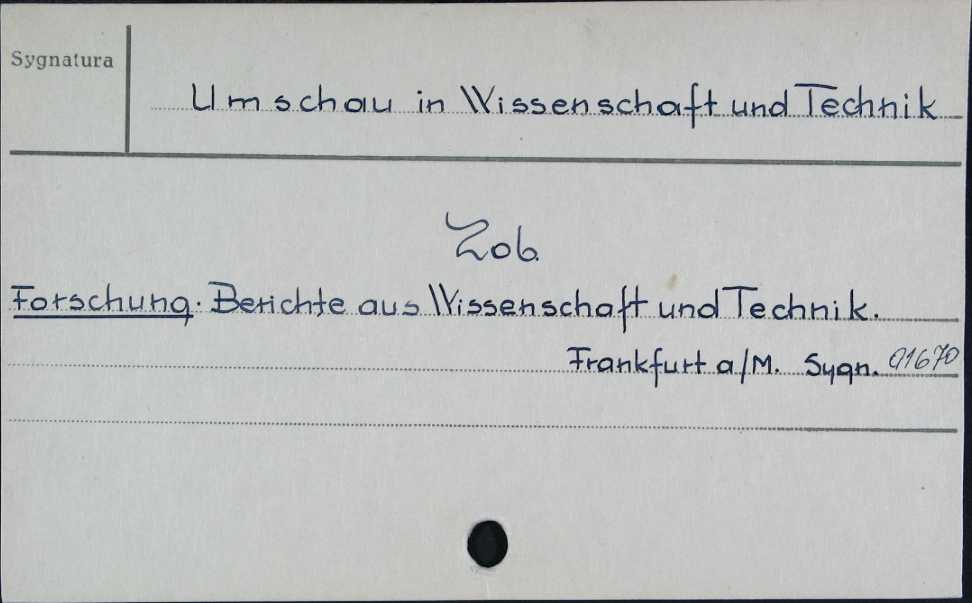 Sygnatura
Umschau in Wissenschaft und Technik
Zob.
Forschung. Berichte aus Wissenschaft und Technik.
Frankfurt a/M. Sygn. 01670